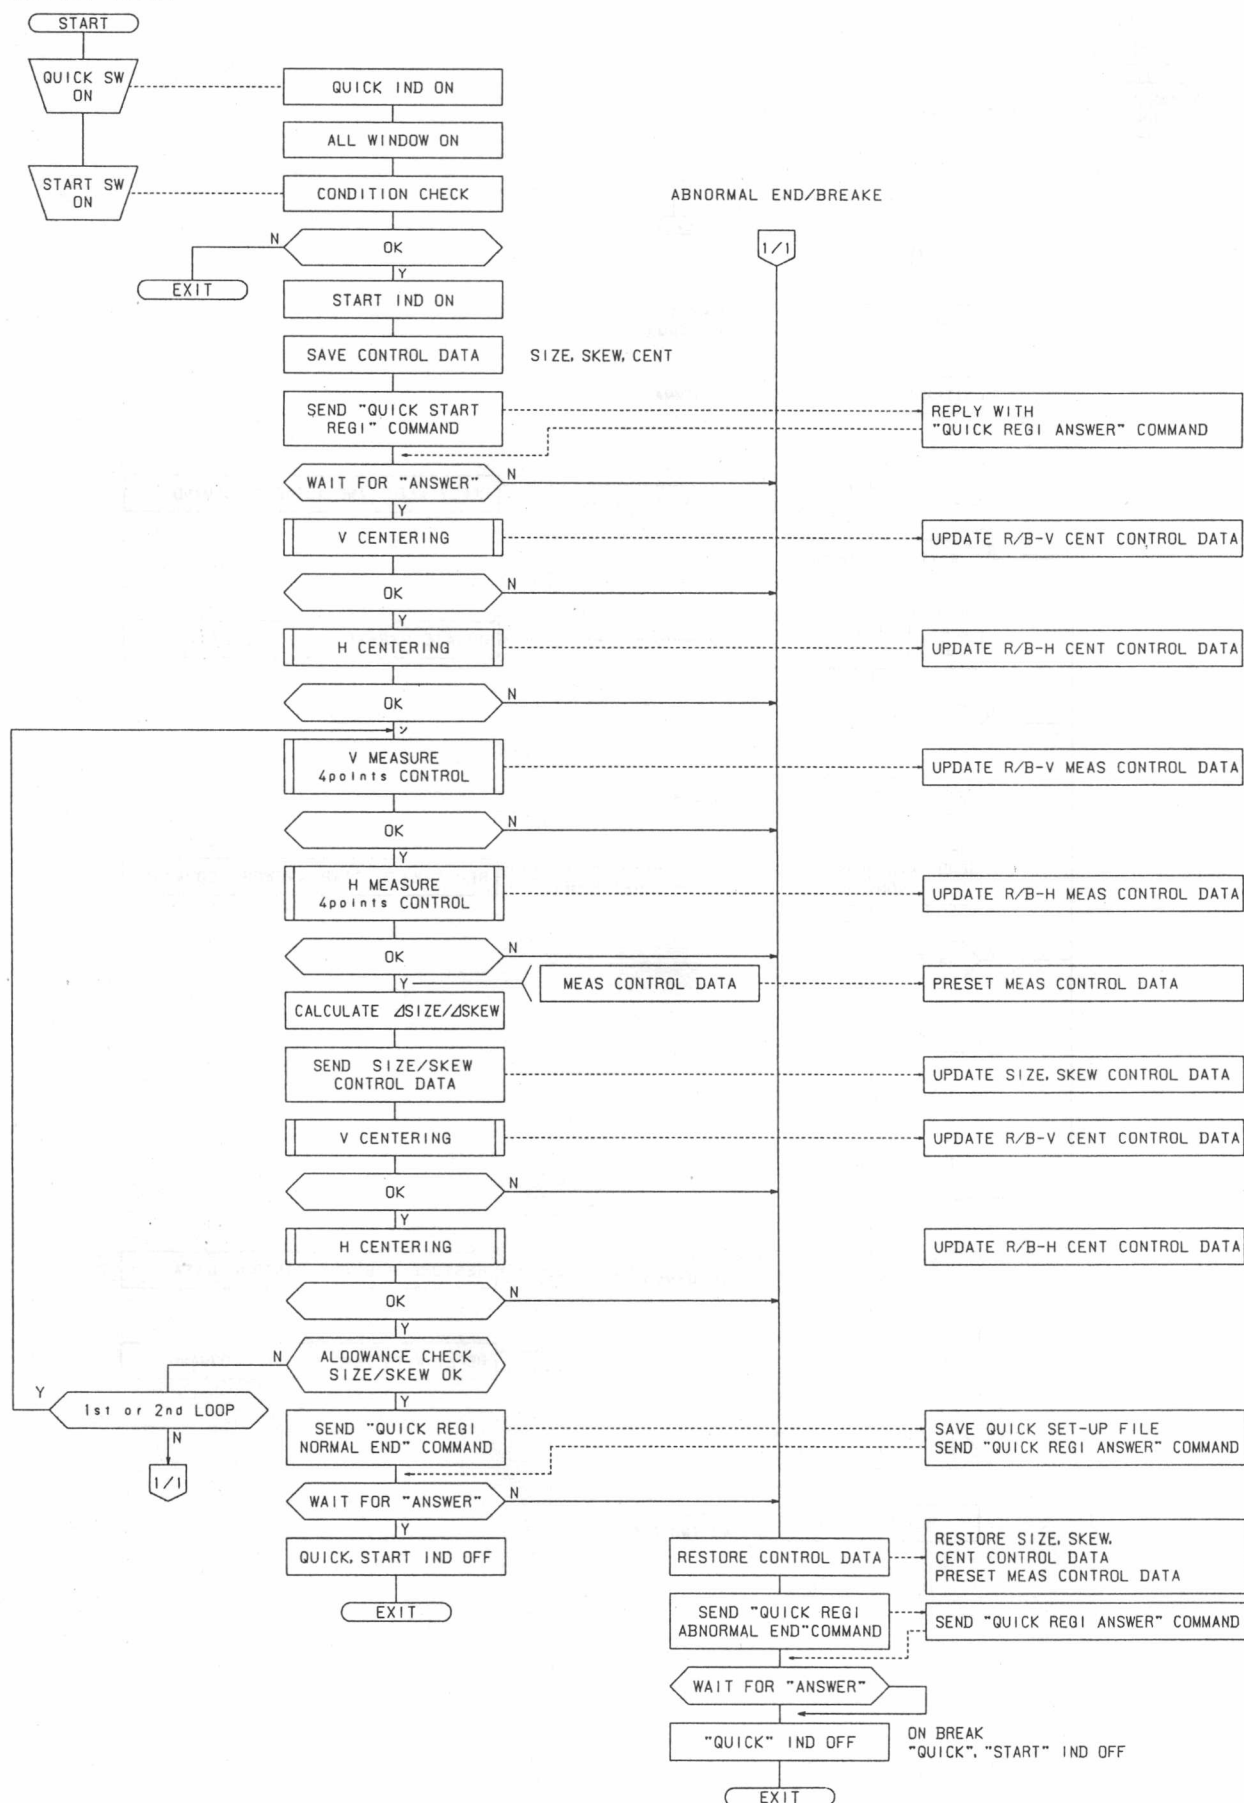 START
QUICK SW
ON
QUICK IND ON
ALL WINDOW ON
START SW
ON
CONDITION CHECK
ABNORMAL END/BREAKE
N
OK
1/1
Y
EXIT
START IND ON
SAVE CONTROL DATA
SIZE, SKEW, CENT
SEND "QUICK START
REGI" COMMAND
REPLY WITH
"QUICK REGI ANSWER" COMMAND
WAIT FOR "ANSWER"
N
Y
V CENTERING
UPDATE R/B-V CENT CONTROL DATA
OK
N
Y
H CENTERING
UPDATE R/B-H CENT CONTROL DATA
OK
N
V MEASURE
4points CONTROL
UPDATE R/B-V MEAS CONTROL DATA
OK
N
Y
H MEASURE
4points CONTROL
UPDATE R/B-H MEAS CONTROL DATA
OK
N
Y
MEAS CONTROL DATA
PRESET MEAS CONTROL DATA
CALCULATE ⊿SIZE/⊿SKEW
SEND SIZE/SKEW
CONTROL DATA
UPDATE SIZE, SKEW CONTROL DATA
V CENTERING
UPDATE R/B-V CENT CONTROL DATA
OK
N
Y
H CENTERING
UPDATE R/B-H CENT CONTROL DATA
OK
N
Y
N
ALOOWANCE CHECK
SIZE/SKEW OK
Y
Y
1st or 2nd LOOP
N
1/1
SEND "QUICK REGI
NORMAL END" COMMAND
SAVE QUICK SET-UP FILE
SEND "QUICK REGI ANSWER" COMMAND
WAIT FOR "ANSWER"
N
Y
QUICK, START IND OFF
EXIT
RESTORE CONTROL DATA
RESTORE SIZE, SKEW,
CENT CONTROL DATA
PRESET MEAS CONTROL DATA
SEND "QUICK REGI
ABNORMAL END"COMMAND
SEND "QUICK REGI ANSWER" COMMAND
WAIT FOR "ANSWER"
"QUICK" IND OFF
ON BREAK
"QUICK", "START" IND OFF
EXIT